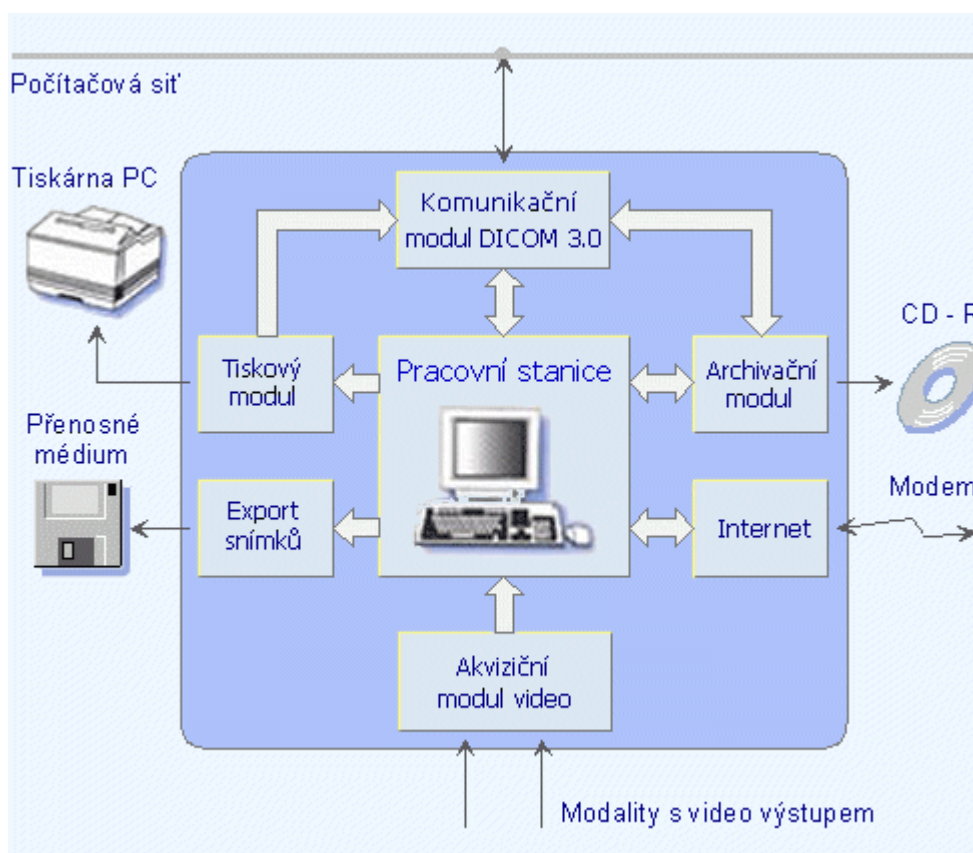 Počítačová síť
Tiskárna PC
Komunikační
modul DICOM 3.0
CD - R
Tiskový
modul
Pracovní stanice
Archivační
modul
Přenosné
médium
Modem
Export
snímků
Internet
Akviziční
modul video
Modality s video výstupem